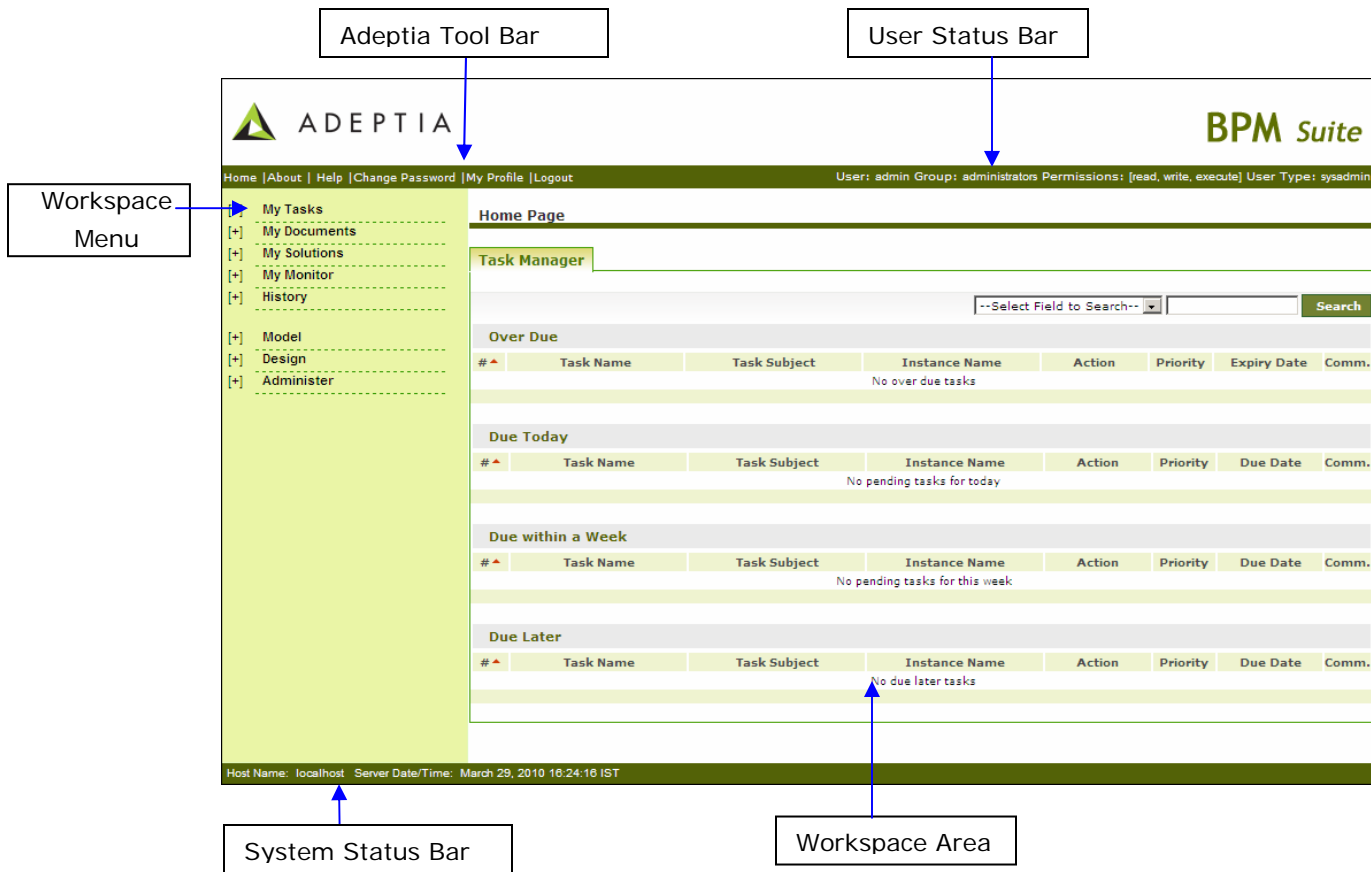 Adeptia Tool Bar
User Status Bar
ADEPTIA
BPM Suite
Home |About | Help |Change Password |My Profile |Logout
User: admin Group: administrators Permissions: [read, write, execute] User Type: sysadmin
Workspace
Menu
My Tasks
[+] My Documents
[+] My Solutions
[+] My Monitor
[+] History
[+] Model
[+] Design
[+] Administer
Home Page
Task Manager
--Select Field to Search--
Search
Over Due
# Task Name Task Subject Instance Name Action Priority Expiry Date Comm.
No over due tasks
Due Today
# Task Name Task Subject Instance Name Action Priority Due Date Comm.
No pending tasks for today
Due within a Week
# Task Name Task Subject Instance Name Action Priority Due Date Comm.
No pending tasks for this week
Due Later
# Task Name Task Subject Instance Name Action Priority Due Date Comm.
No due later tasks
Host Name: localhost Server Date/Time: March 29, 2010 16:24:16 IST
System Status Bar
Workspace Area